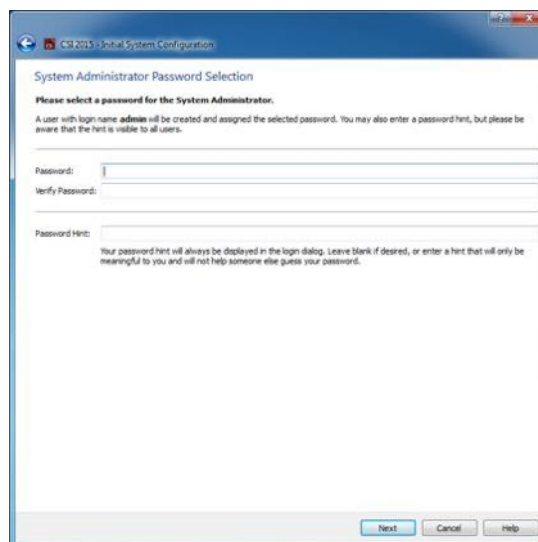 CSI 2015 - Initial System Configuration
System Administrator Password Selection
Please select a password for the System Administrator.
A user with login name admin will be created and assigned the selected password. You may also enter a password hint, but please be
aware that the hint is visible to all users.
Password:
Verify Password:
Password Hint:
Your password hint will always be displayed in the login dialog. Leave blank if desired, or enter a hint that will only be
meaningful to you and will not help someone else guess your password.
Next Cancel Help